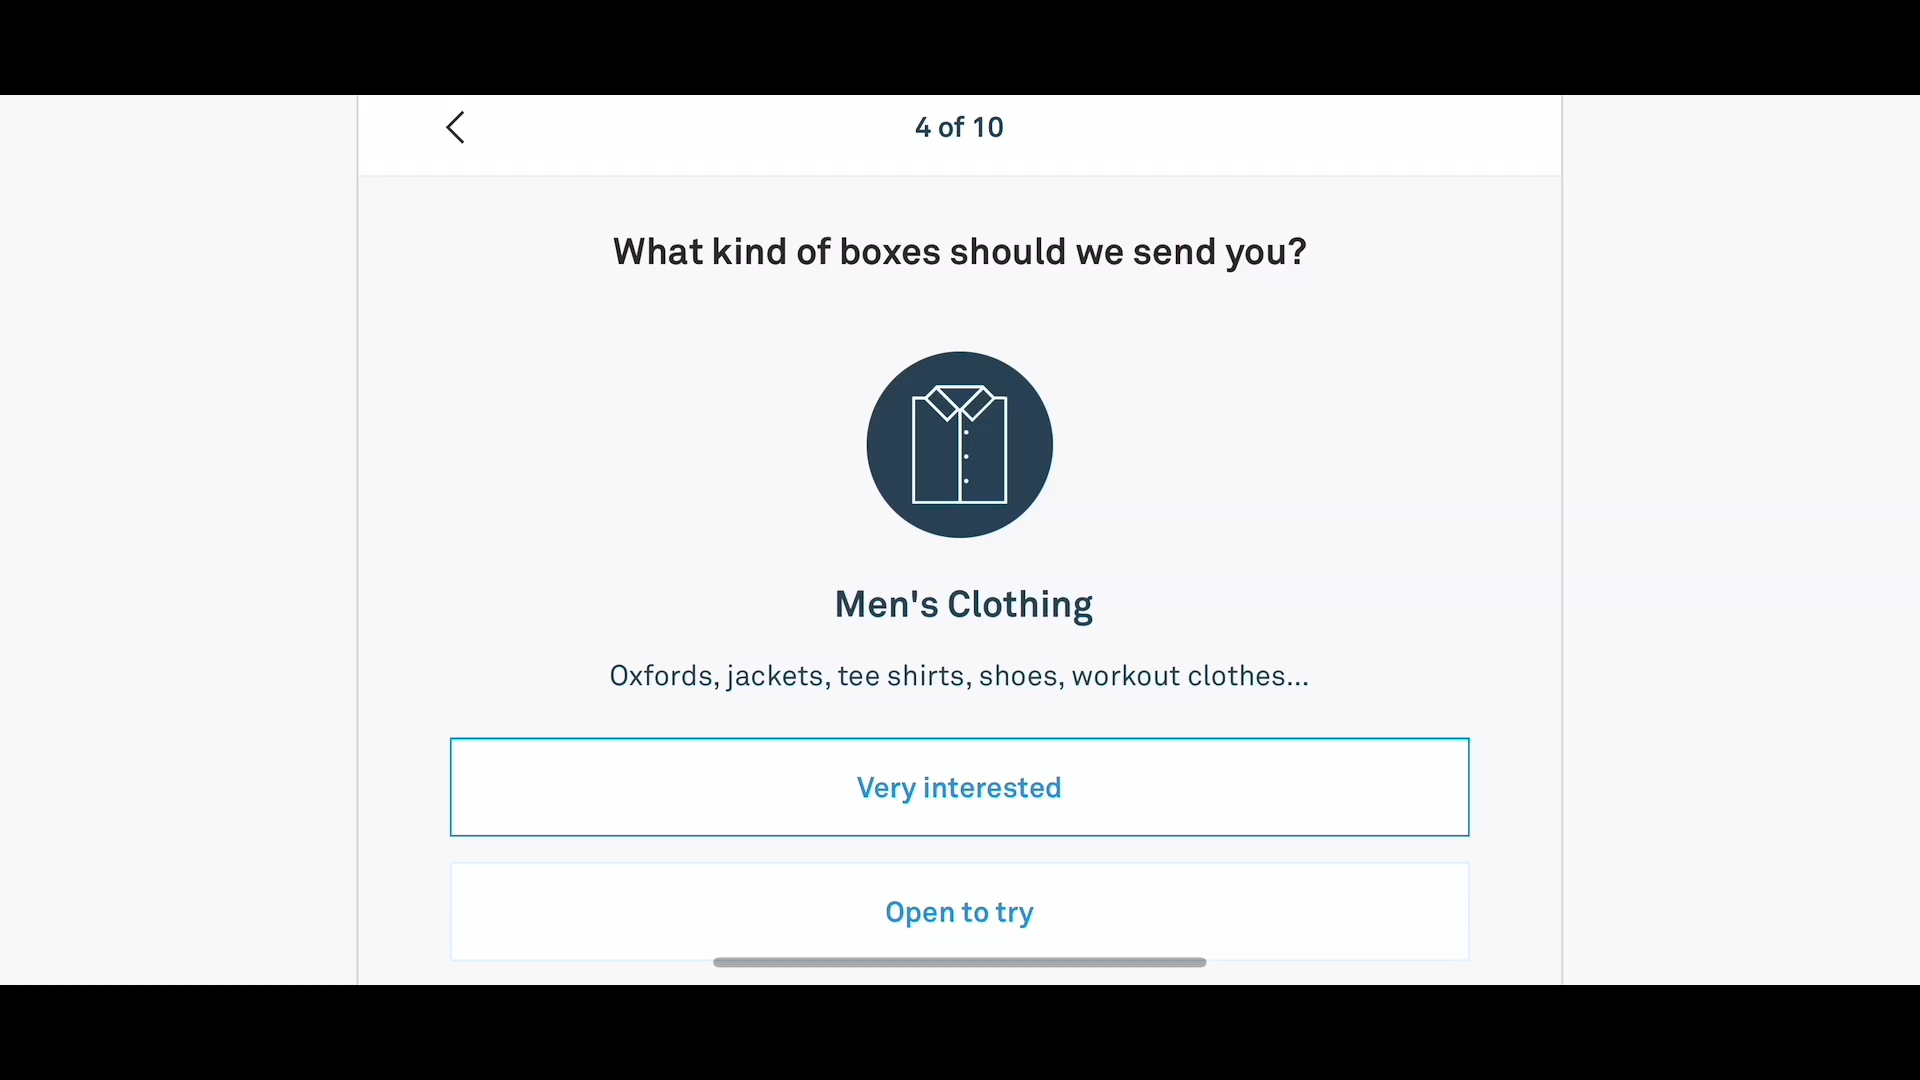 4 of 10
What kind of boxes should we send you?
Men's Clothing
Oxfords, jackets, tee shirts, shoes, workout clothes...
Very interested
Open to try